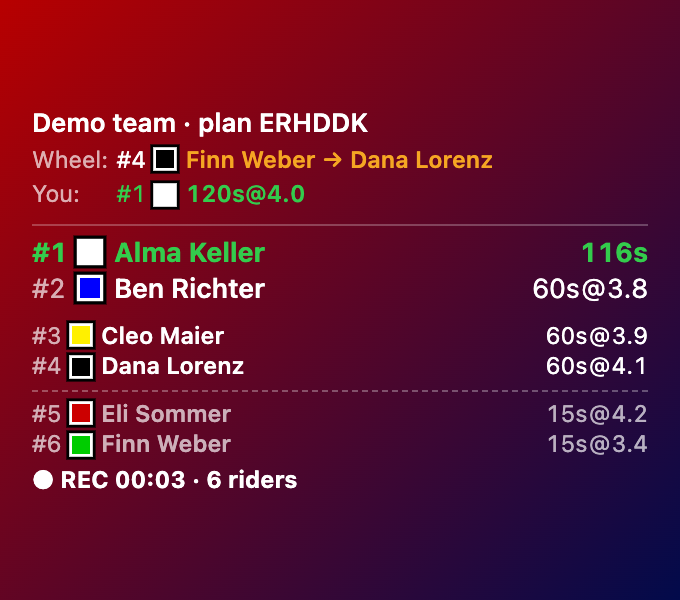 Demo team · plan ERHDDK
Wheel: #4 Finn Weber → Dana Lorenz
You: #1 120s@4.0
#1 Alma Keller 116s
#2 Ben Richter 60s@3.8
#3 Cleo Maier 60s@3.9
#4 Dana Lorenz 60s@4.1
#5 Eli Sommer 15s@4.2
#6 Finn Weber 15s@3.4
REC 00:03 · 6 riders